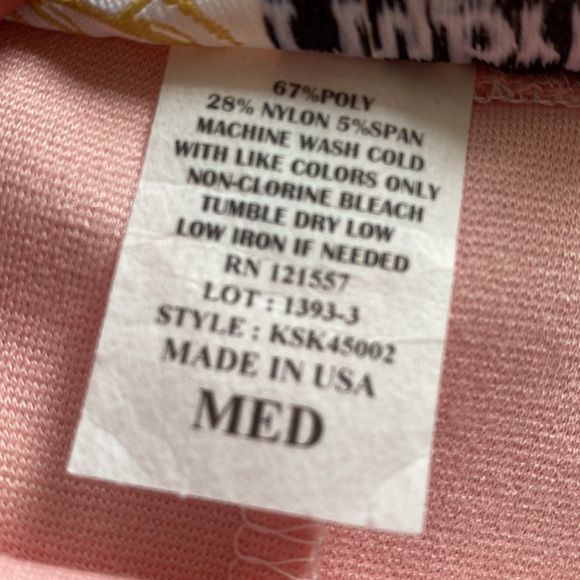 67%POLY
28% NYLON 5%SPAN
MACHINE WASH COLD
WITH LIKE COLORS ONLY
NON-CLORINE BLEACH
TUMBLE DRY LOW
LOW IRON IF NEEDED
RN 121557
LOT : 1393-3
STYLE : KSK45002
MADE IN USA
MED